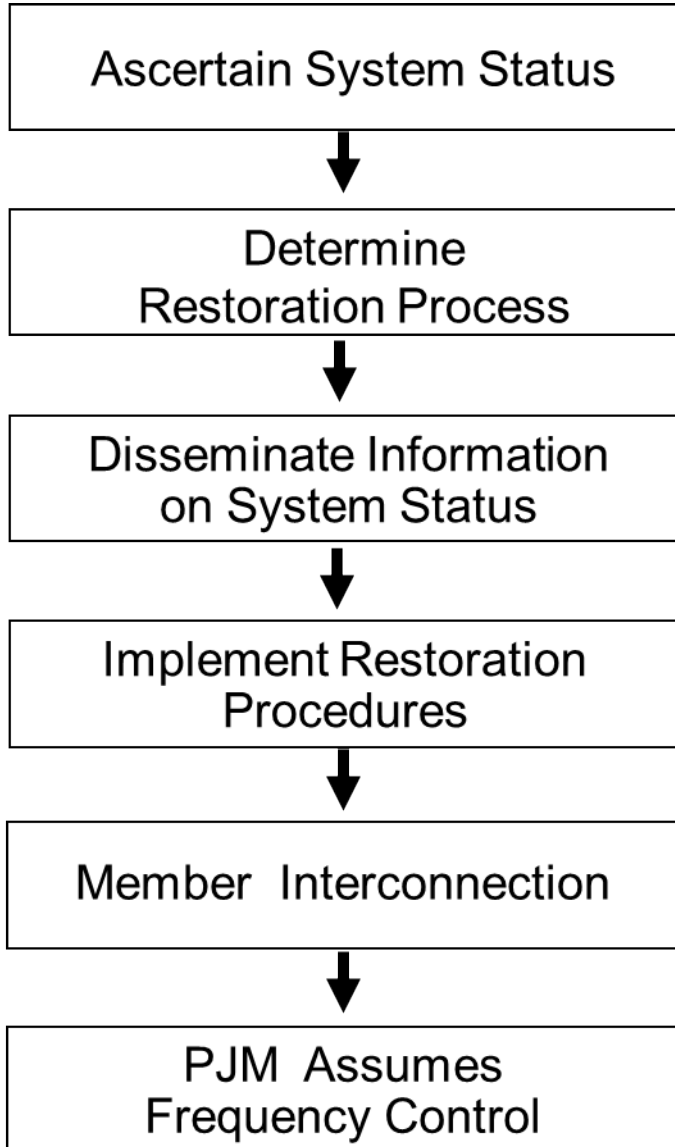 Ascertain System Status
Determine
Restoration Process
Disseminate Information
on System Status
Implement Restoration
Procedures
Member Interconnection
PJM Assumes
Frequency Control